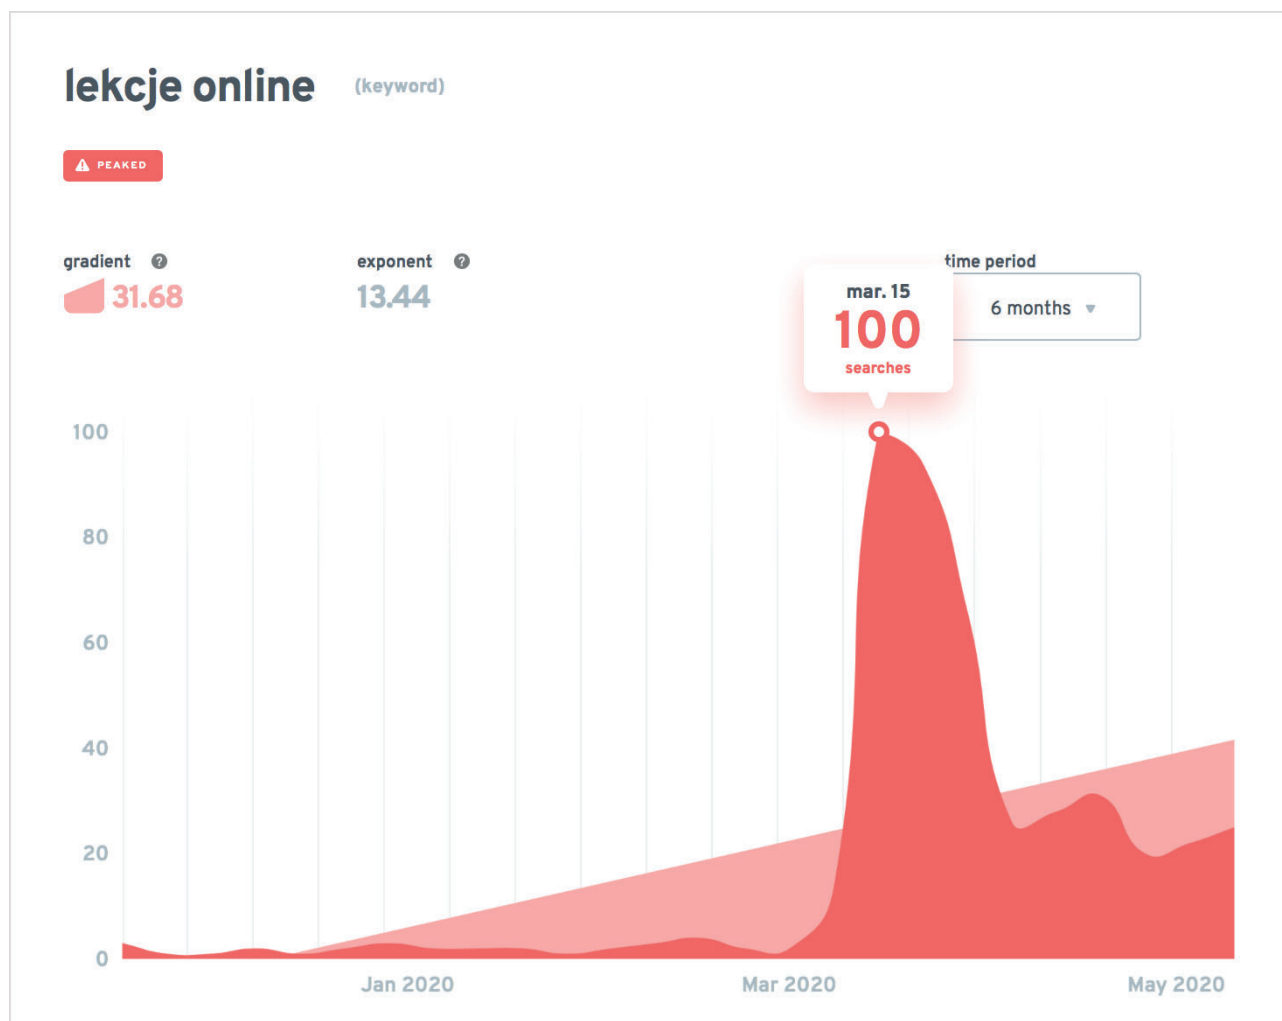 lekcje online (keyword)
PEAKED
gradient ? exponent ? time period
31.68 13.44 6 months
mar. 15
100
searches
100
80
60
40
20
0
Jan 2020 Mar 2020 May 2020